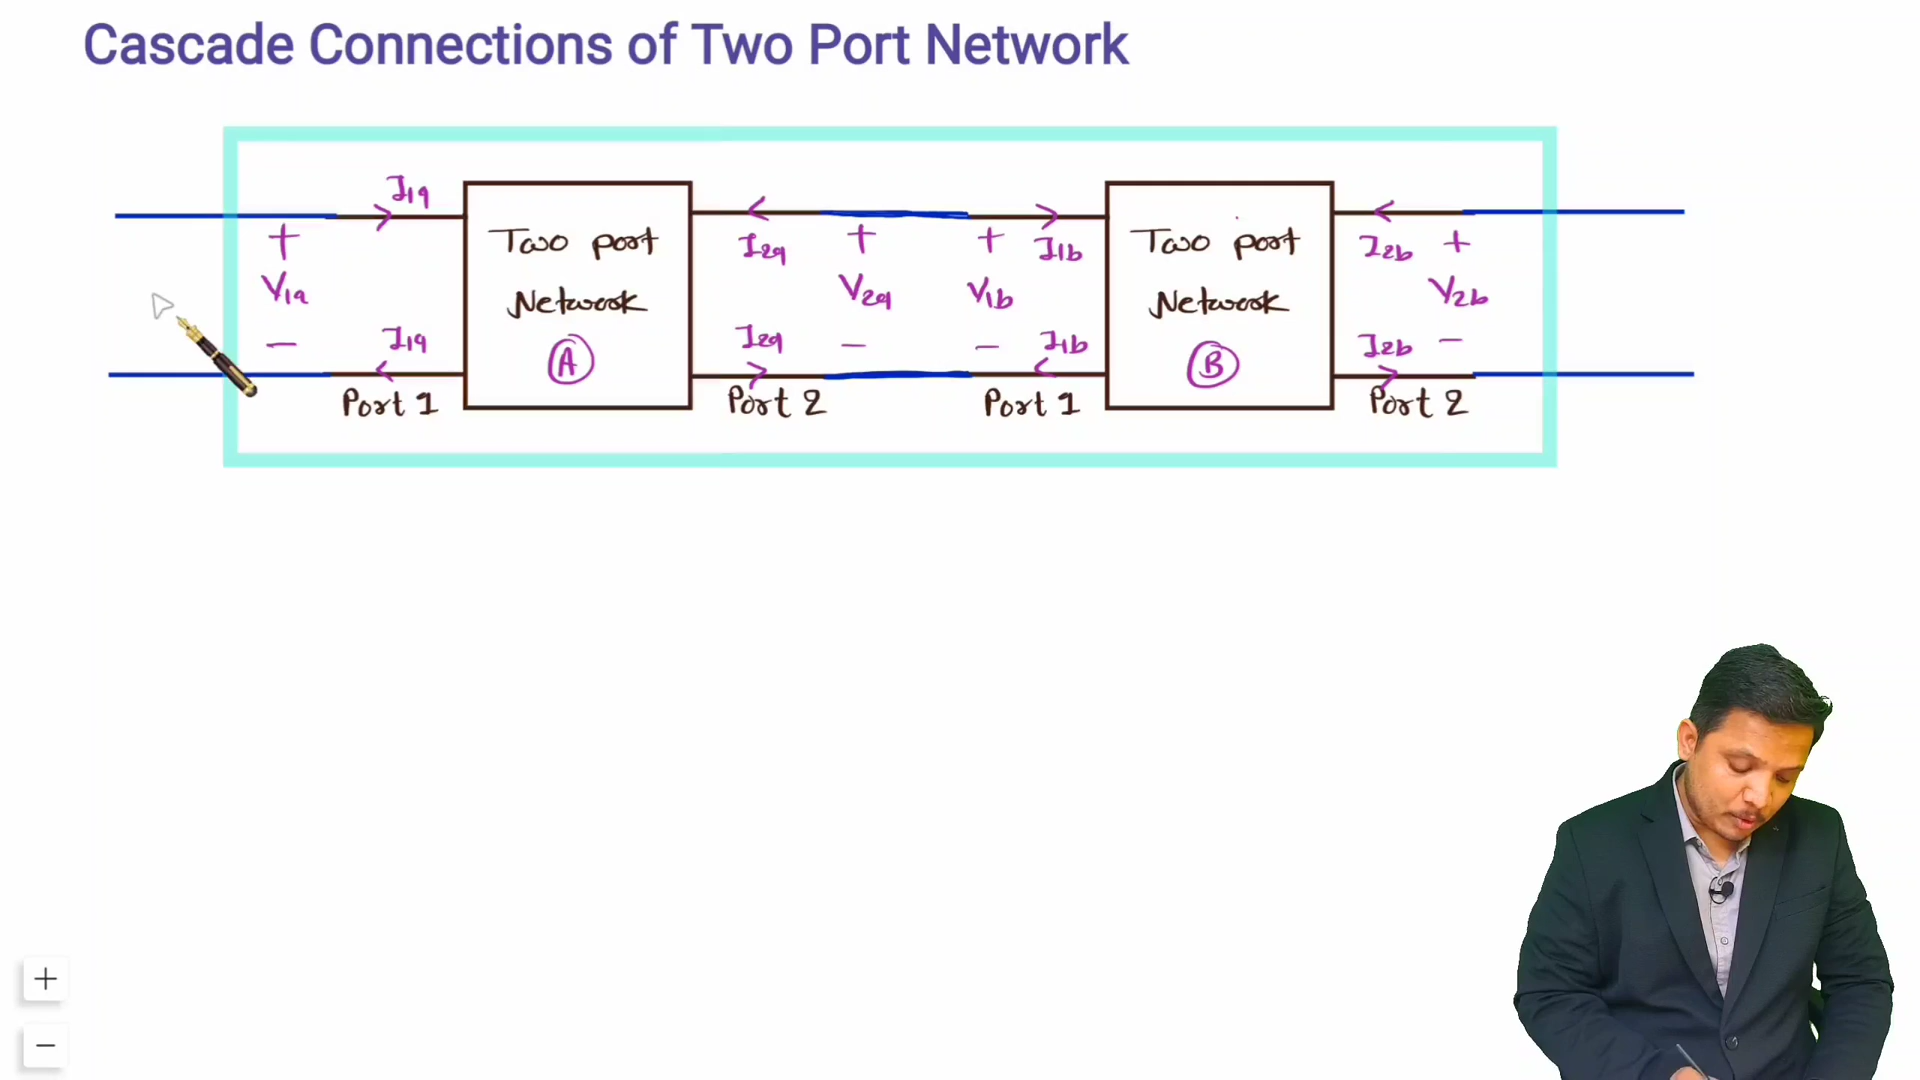 Cascade Connections of Two Port Network
I1a
Two port
Network
A
I2a
I1b
Two port
Network
B
I2b
+
V1a
-
+
V2a
-
+
V1b
-
+
V2b
-
I1a
I2a
I1b
I2b
Port 1
Port 2
Port 1
Port 2
+
−